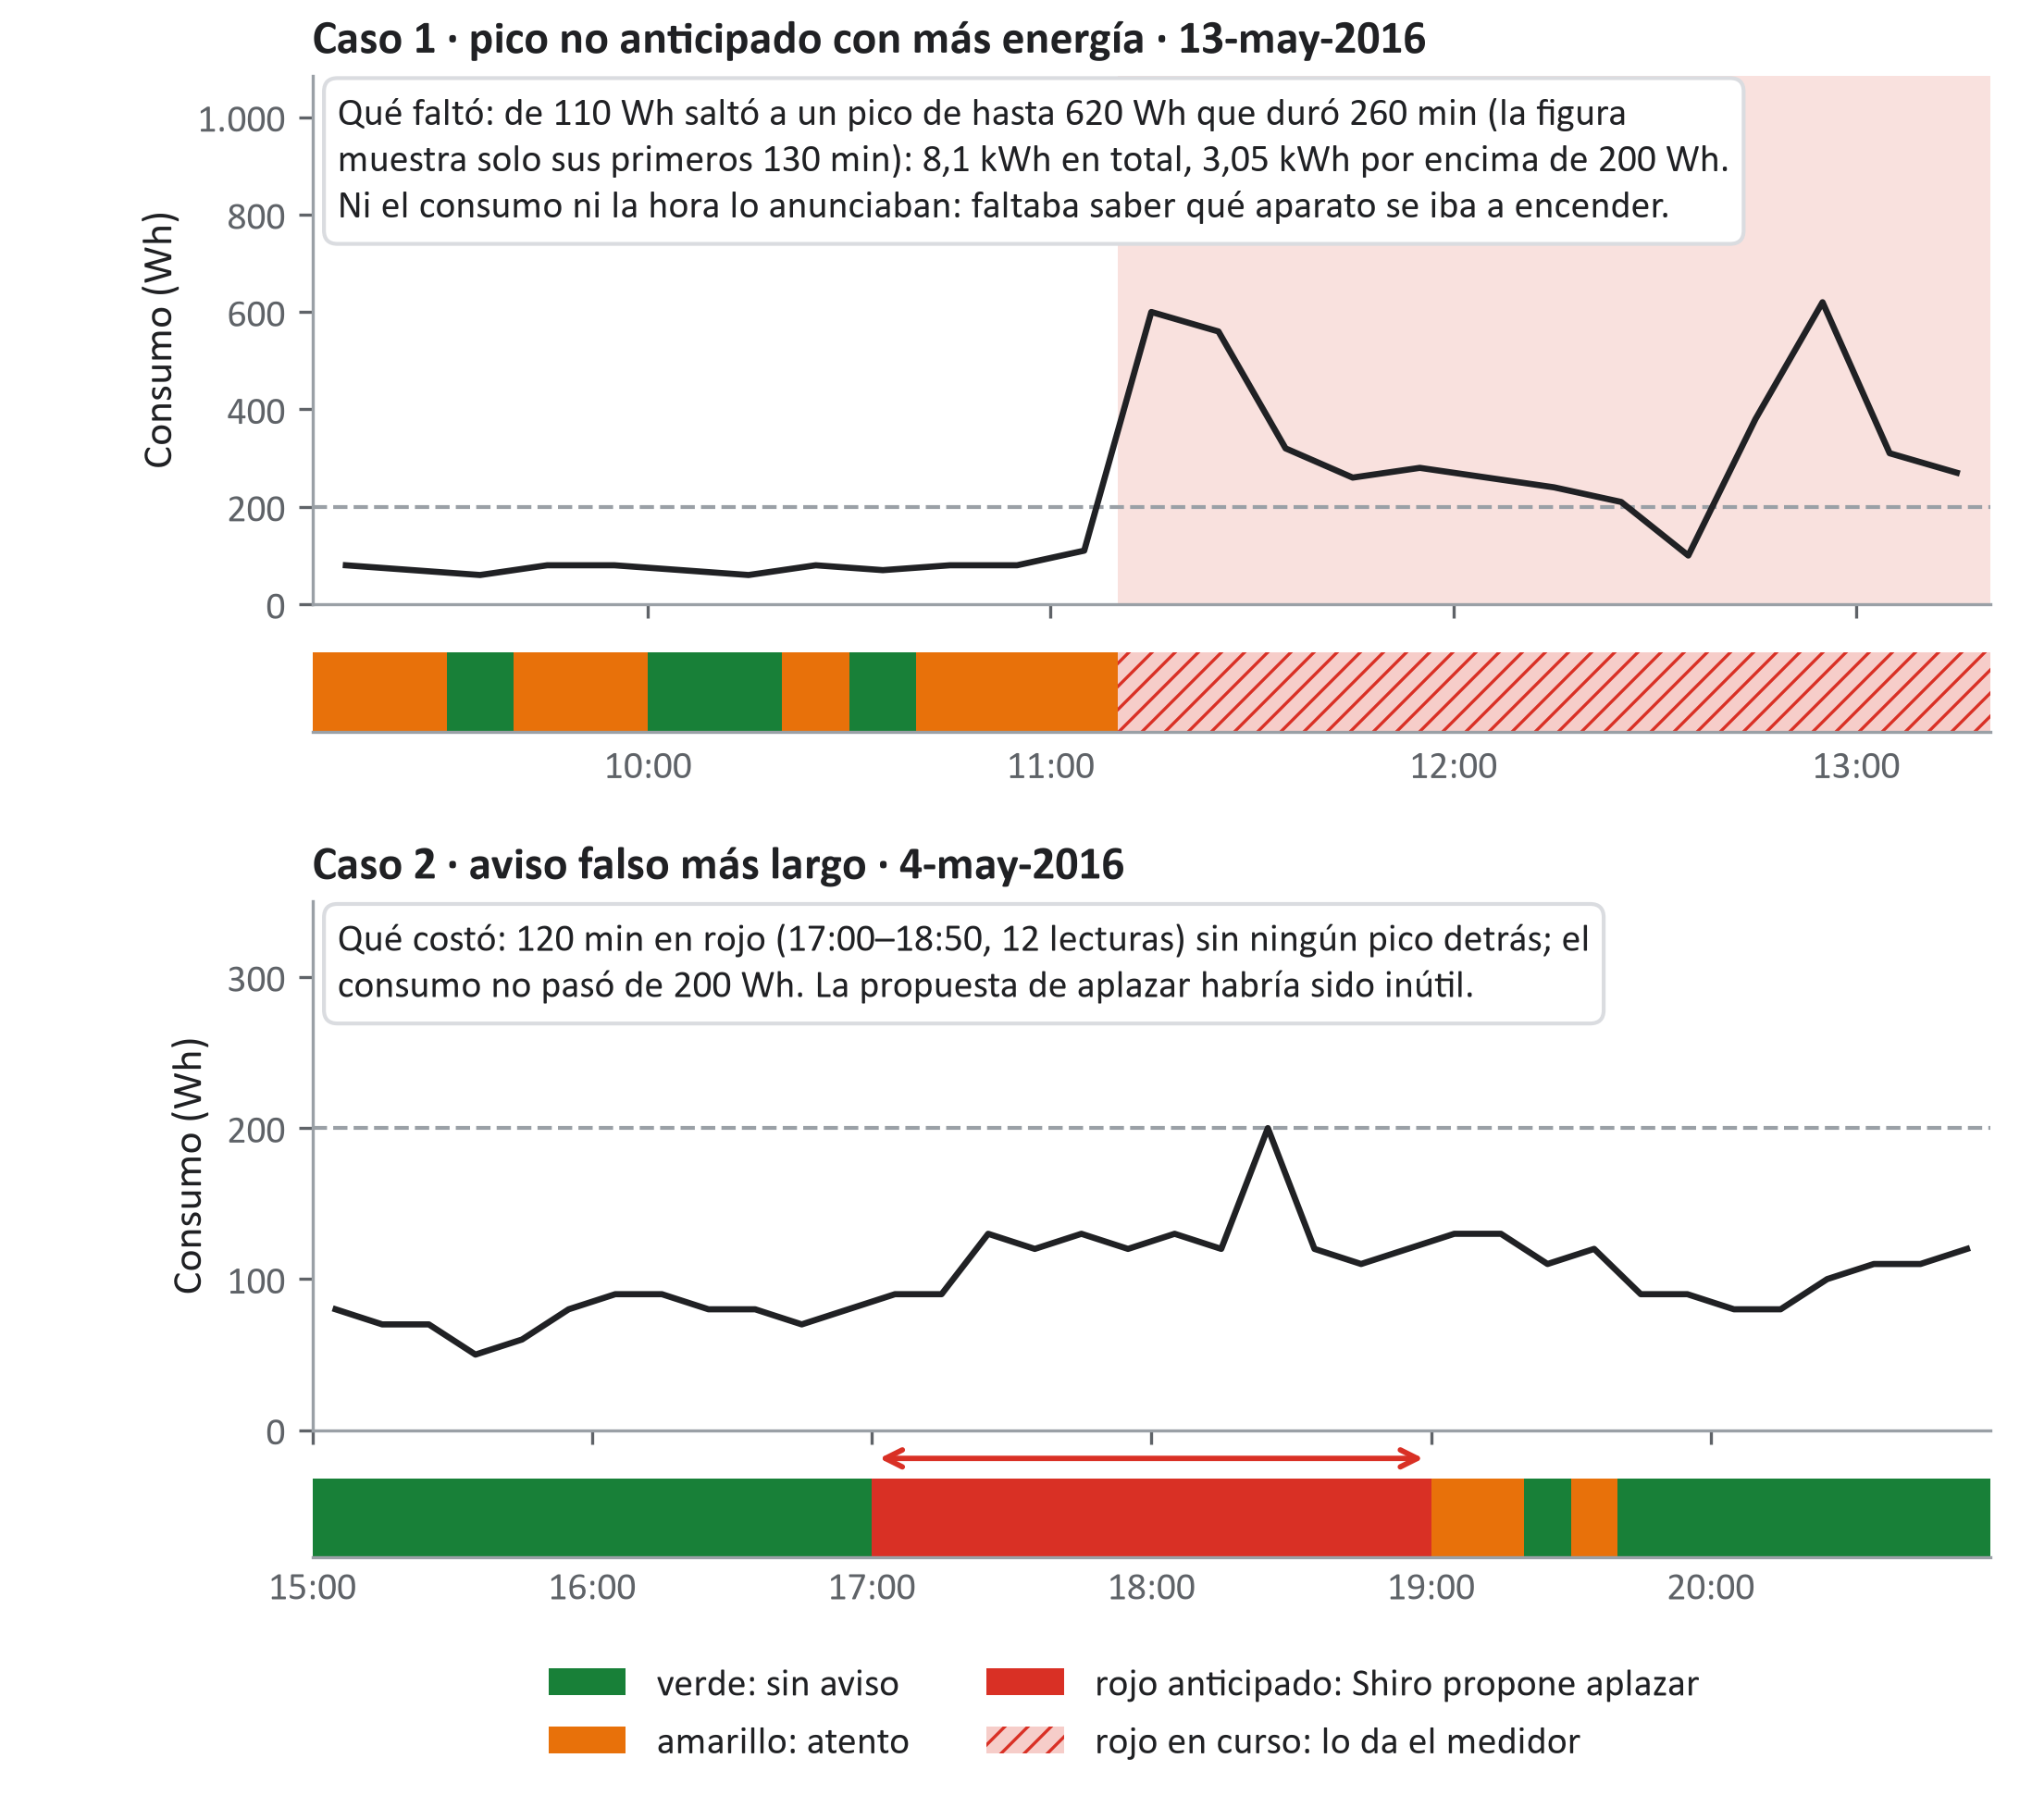 Caso 1 · pico no anticipado con más energía · 13-may-2016
Qué faltó: de 110 Wh saltó a un pico de hasta 620 Wh que duró 260 min (la figura
muestra solo sus primeros 130 min): 8,1 kWh en total, 3,05 kWh por encima de 200 Wh.
Ni el consumo ni la hora lo anunciaban: faltaba saber qué aparato se iba a encender.
Consumo (Wh)
1.000
800
600
400
200
0
10:00 11:00 12:00 13:00
Caso 2 · aviso falso más largo · 4-may-2016
Qué costó: 120 min en rojo (17:00–18:50, 12 lecturas) sin ningún pico detrás; el
consumo no pasó de 200 Wh. La propuesta de aplazar habría sido inútil.
Consumo (Wh)
300
200
100
0
15:00 16:00 17:00 18:00 19:00 20:00
verde: sin aviso
amarillo: atento
rojo anticipado: Shiro propone aplazar
rojo en curso: lo da el medidor